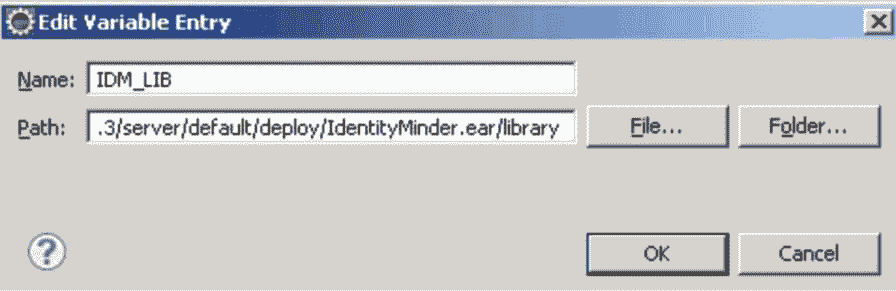 Edit Variable Entry
Name: IDM_LIB
Path: .3/server/default/deploy/IdentityMinder.ear/library File... Folder...
? OK Cancel